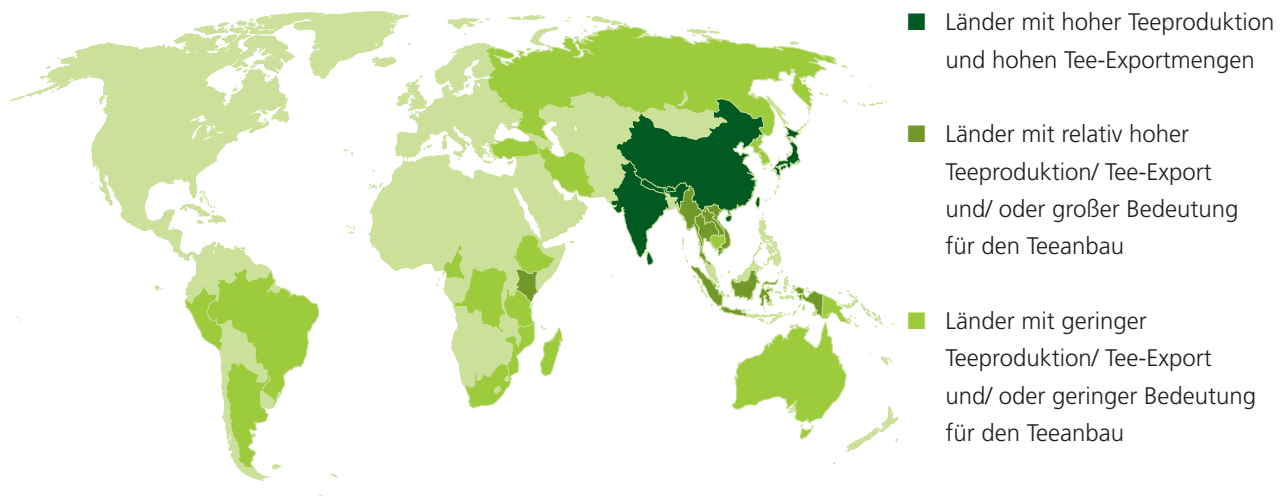 Länder mit hoher Teeproduktion
und hohen Tee-Exportmengen
Länder mit relativ hoher
Teeproduktion/ Tee-Export
und/ oder großer Bedeutung
für den Teeanbau
Länder mit geringer
Teeproduktion/ Tee-Export
und/ oder geringer Bedeutung
für den Teeanbau